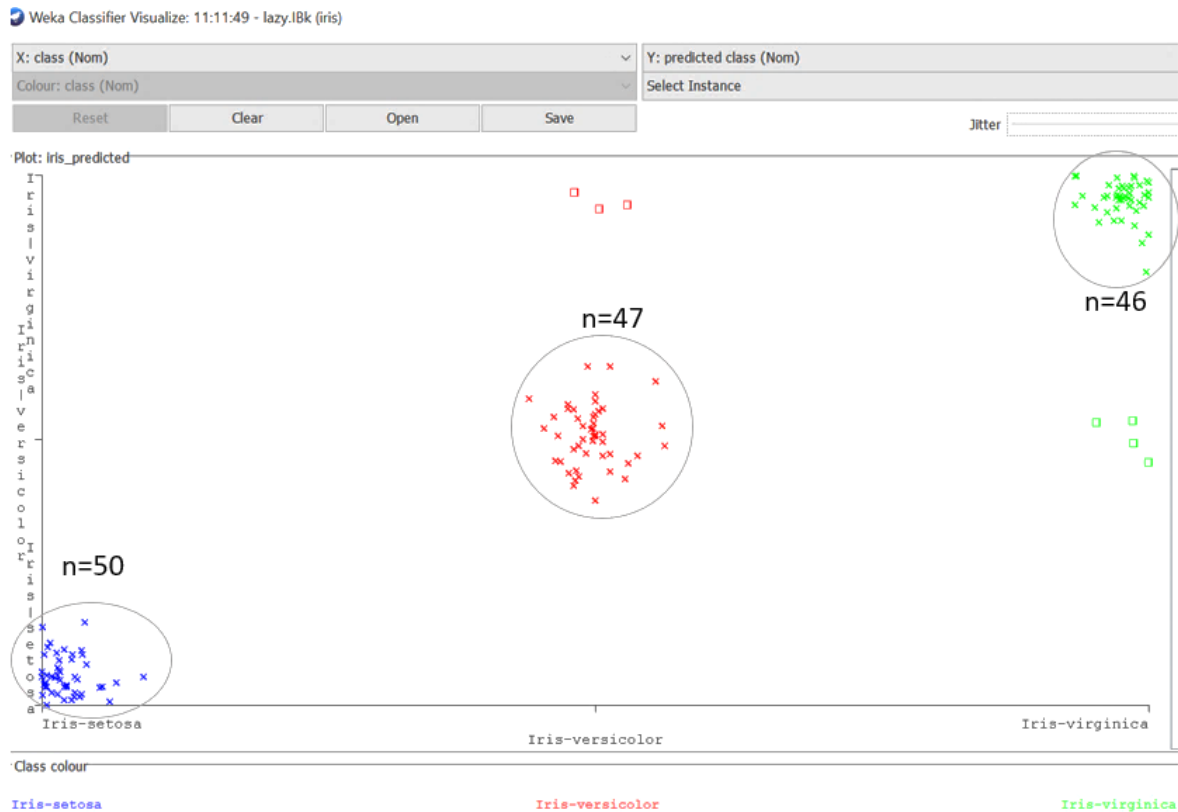 Weka Classifier Visualize: 11:11:49 - lazy.IBk (iris)
X: class (Nom)
Y: predicted class (Nom)
Colour: class (Nom)
Select Instance
Reset
Clear
Open
Save
Jitter
Plot: iris_predicted
Iris-virginica
Iris-versicolor
Iris-setosa
n=46
n=47
n=50
Iris-setosa
Iris-versicolor
Iris-virginica
Class colour
Iris-setosa
Iris-versicolor
Iris-virginica